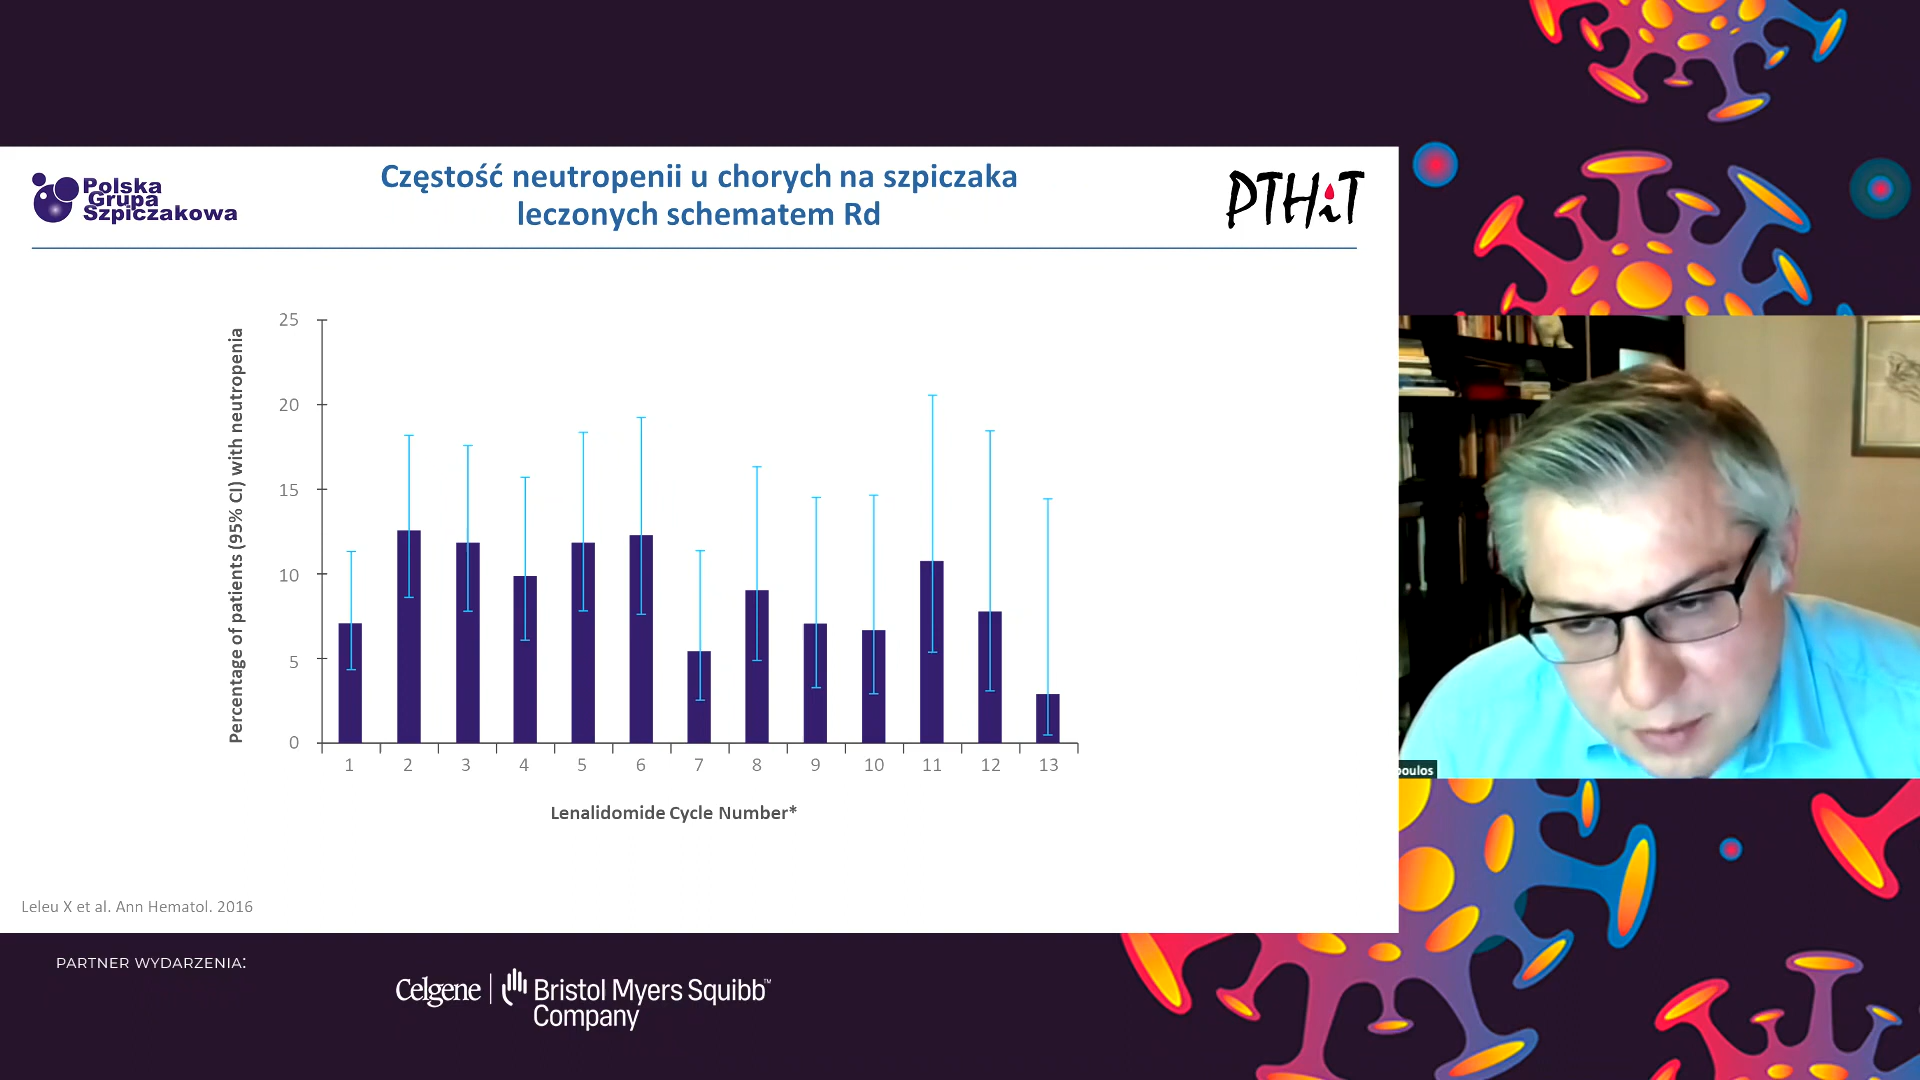 Polska
Grupa
Szpiczakowa
Częstość neutropenii u chorych na szpiczaka
leczonych schematem Rd
PTHiT
Percentage of patients (95% CI) with neutropenia
25
20
15
10
5
0
1 2 3 4 5 6 7 8 9 10 11 12 13
Lenalidomide Cycle Number*
Leleu X et al. Ann Hematol. 2016
poulos
PARTNER WYDARZENIA:
Celgene | Bristol Myers Squibb™
Company